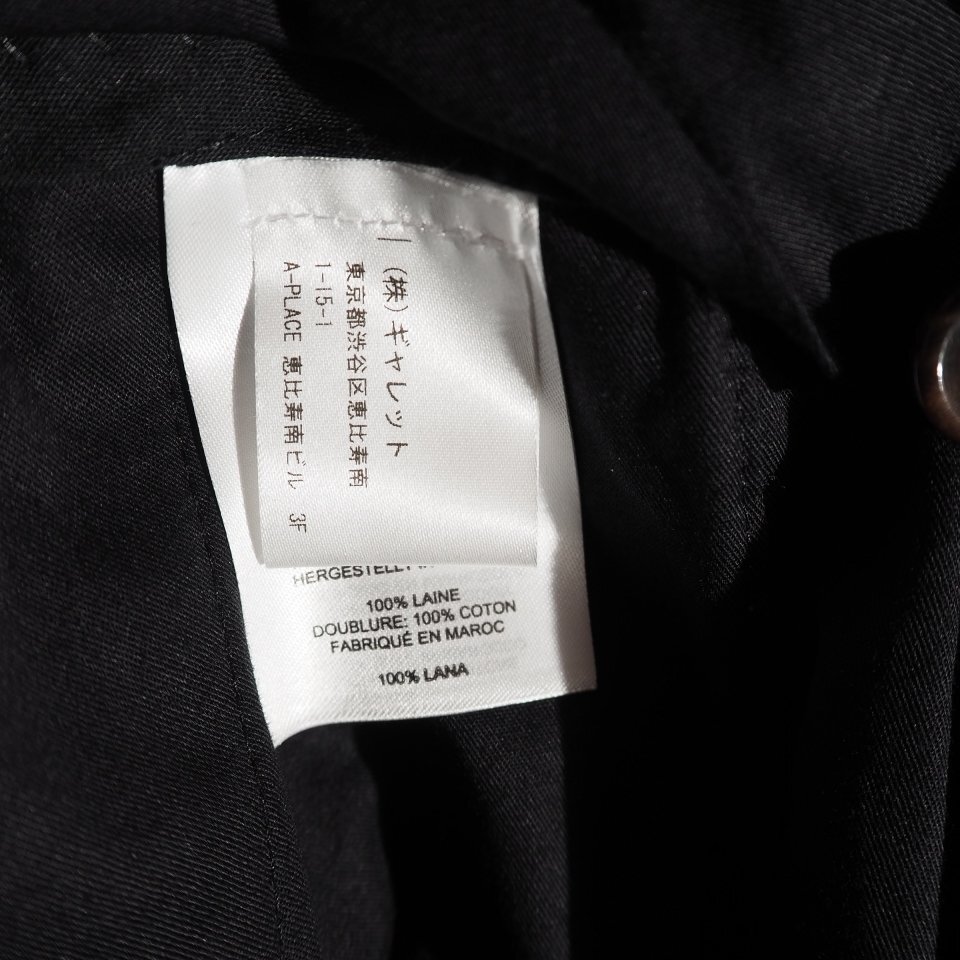 (株)ギャレット
東京都渋谷区恵比寿南
1-15-1
A-PLACE 恵比寿南ビル 3F
HERGESTELLT
100% LAINE
DOUBLURE: 100% COTON
FABRIQUÉ EN MAROC
100% LANA